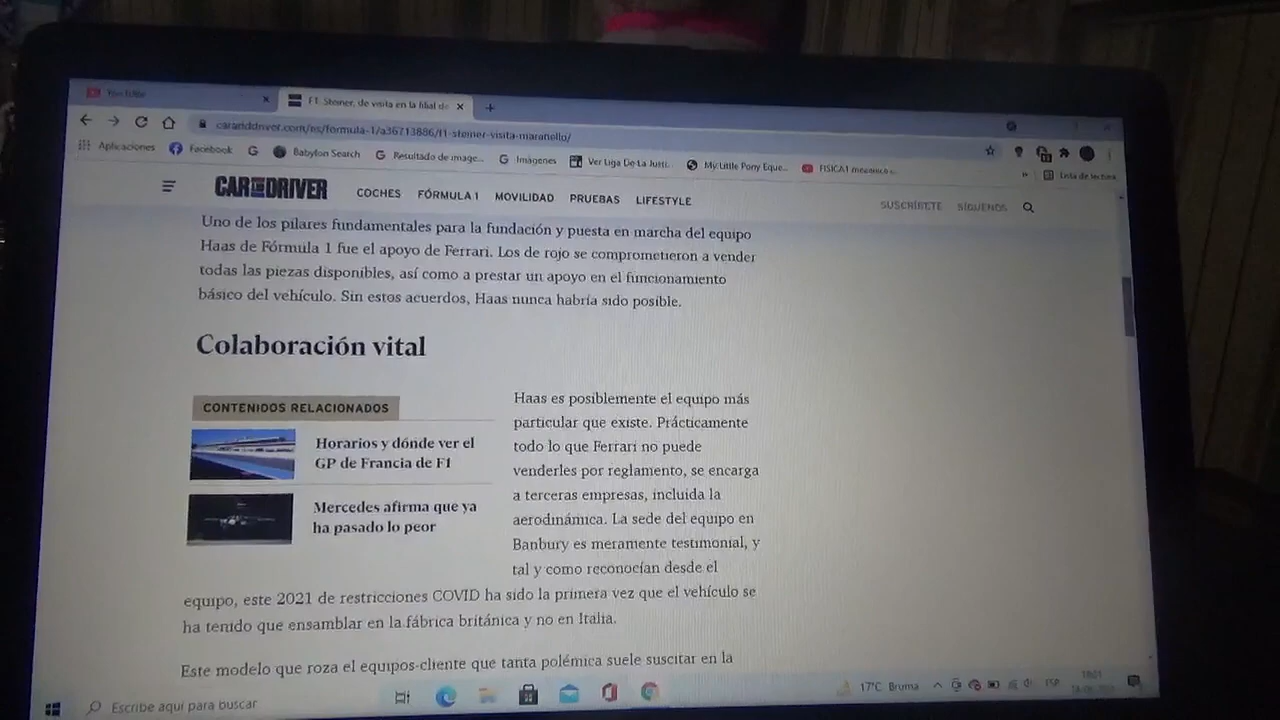 YouTube
F1: Steiner, de visita en la filial de
caranddriver.com/es/formula-1/a36713886/f1-steiner-visita-maranello/
Aplicaciones Facebook Babylon Search Resultado de image... Imágenes Ver Liga De La Justi... My Little Pony Eque... FISICA1 mecánica c...
Lista de lectura
CAR AND DRIVER COCHES FÓRMULA 1 MOVILIDAD PRUEBAS LIFESTYLE SUSCRÍBETE SÍGUENOS
Uno de los pilares fundamentales para la fundación y puesta en marcha del equipo
Haas de Fórmula 1 fue el apoyo de Ferrari. Los de rojo se comprometieron a vender
todas las piezas disponibles, así como a prestar un apoyo en el funcionamiento
básico del vehículo. Sin estos acuerdos, Haas nunca habría sido posible.
Colaboración vital
CONTENIDOS RELACIONADOS
Horarios y dónde ver el
GP de Francia de F1
Mercedes afirma que ya
ha pasado lo peor
Haas es posiblemente el equipo más
particular que existe. Prácticamente
todo lo que Ferrari no puede
venderles por reglamento, se encarga
a terceras empresas, incluida la
aerodinámica. La sede del equipo en
Banbury es meramente testimonial, y
tal y como reconocían desde el
equipo, este 2021 de restricciones COVID ha sido la primera vez que el vehículo se
ha tenido que ensamblar en la fábrica británica y no en Italia.
Este modelo que roza el equipos-cliente que tanta polémica suele suscitar en la
Escribe aquí para buscar
17°C Bruma
ESP